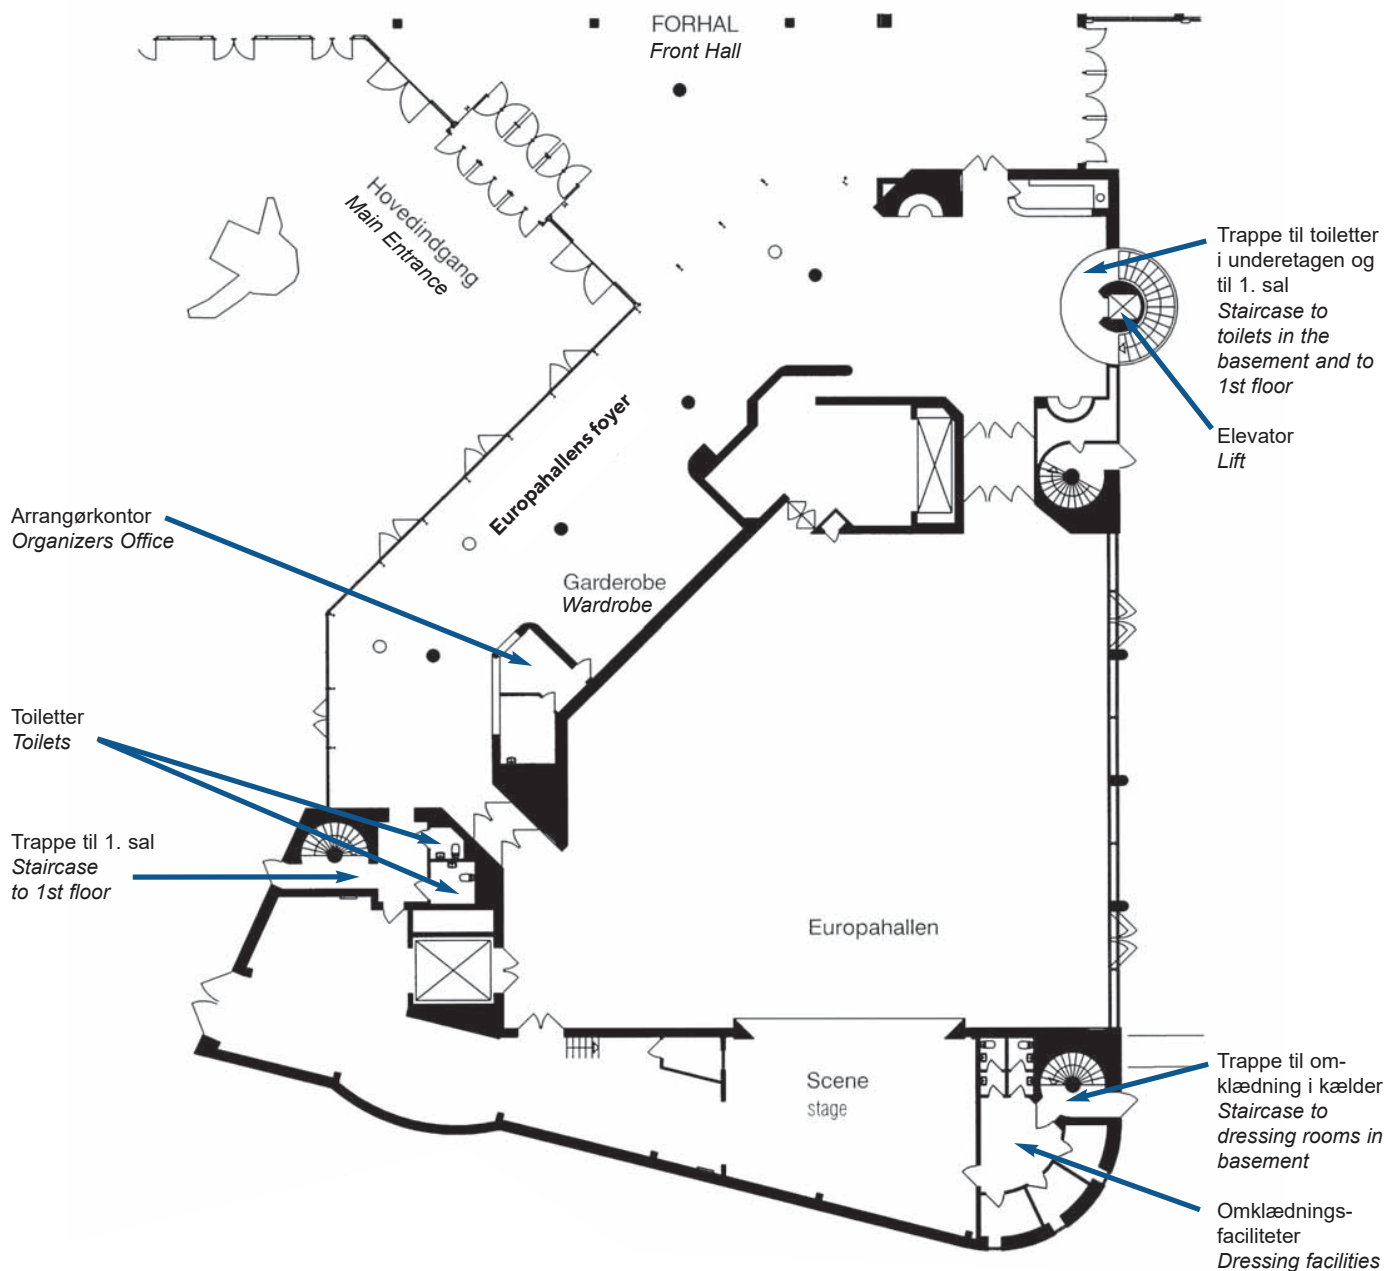 FORHAL
Front Hall
Hovedindgang
Main Entrance
Trappe til toiletter
i underetagen og
til 1. sal
Staircase to
toilets in the
basement and to
1st floor
Europahallens foyer
Elevator
Lift
Arrangørkontor
Organizers Office
Garderobe
Wardrobe
Toiletter
Toilets
Trappe til 1. sal
Staircase
to 1st floor
Europahallen
Scene
stage
Trappe til om-
klædning i kælder
Staircase to
dressing rooms in
basement
Omklædnings-
faciliteter
Dressing facilities